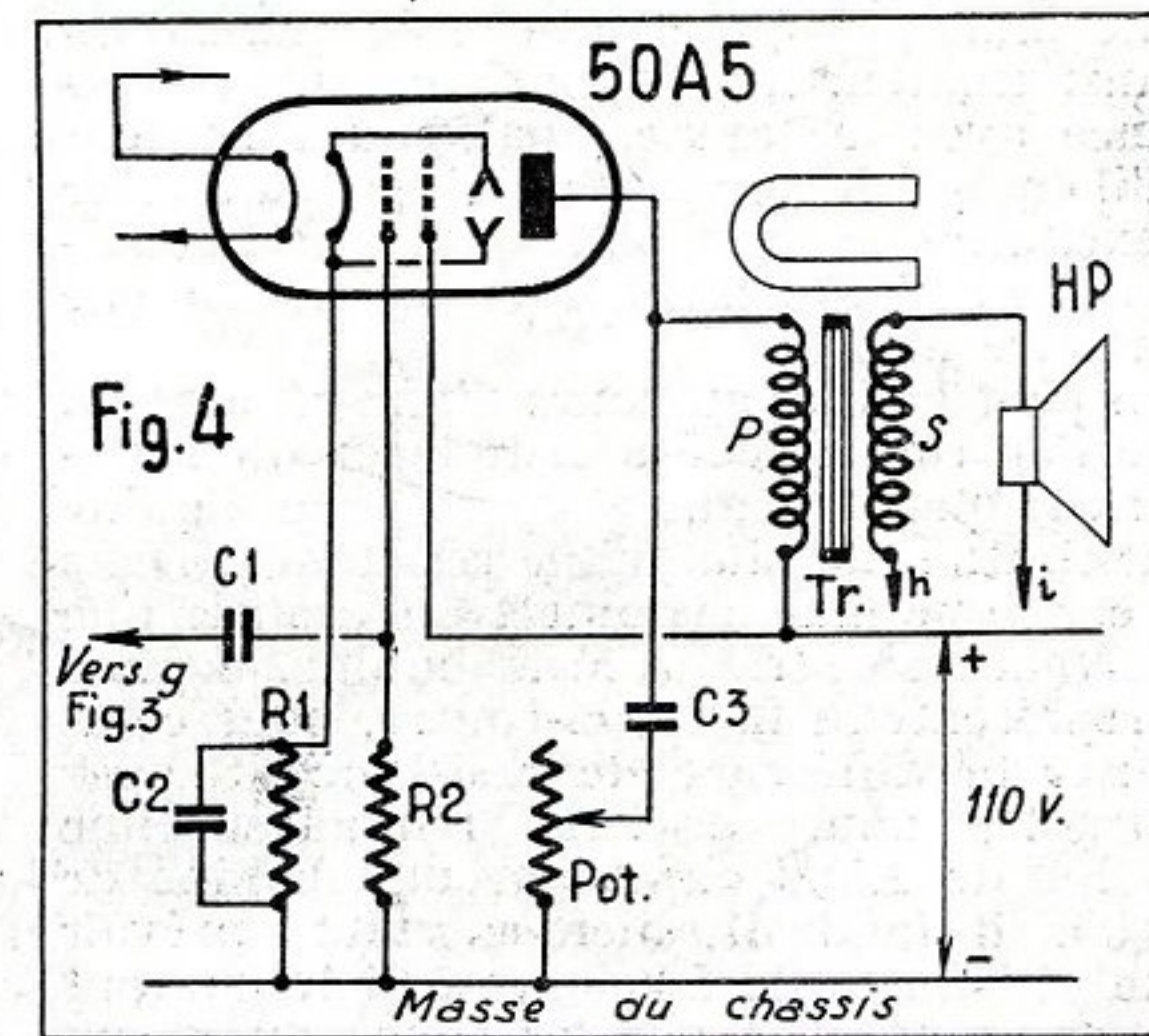 50A5
HP
Fig.4
P
S
C1
Tr.
h
i
Vers g
Fig.3
+
R1
C3
C2
R2
110 v.
Pot.
-
Masse du chassis